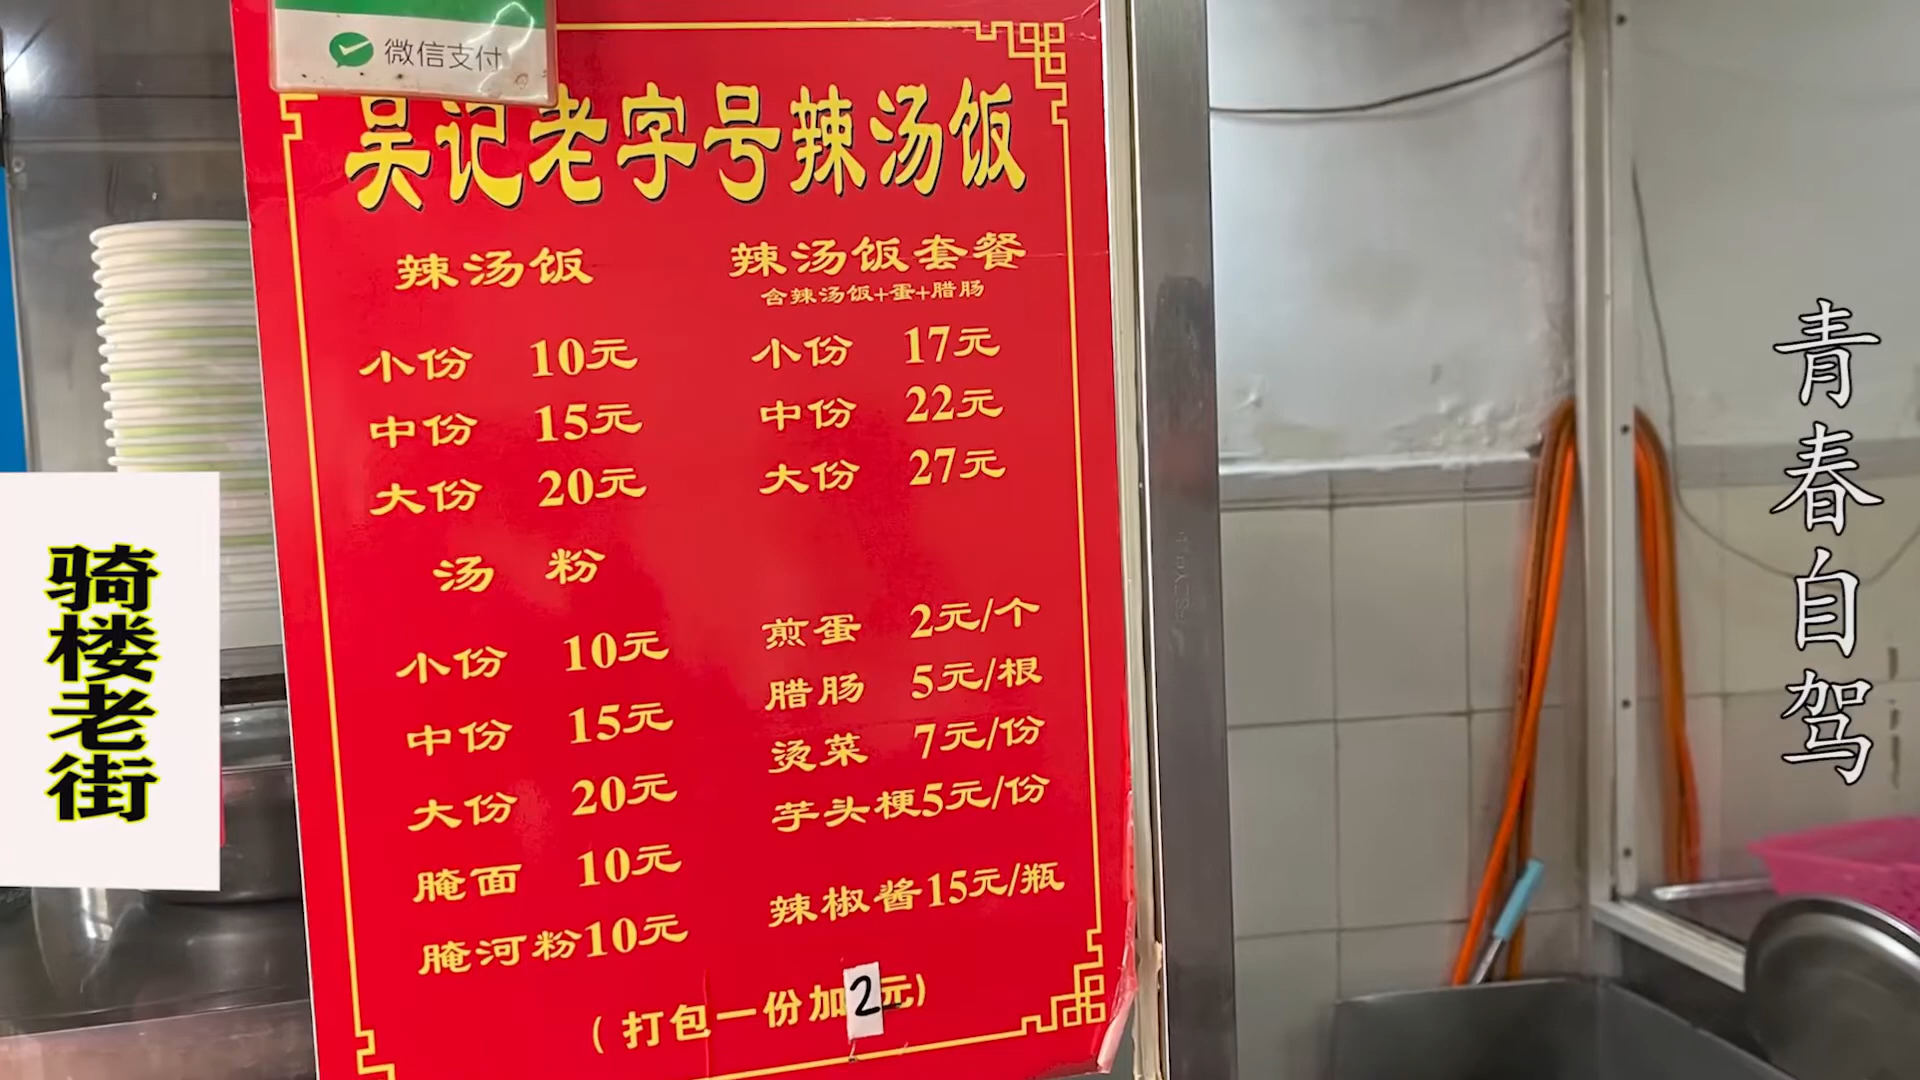 微信支付
吴记老字号辣汤饭
辣汤饭
小份 10元
中份 15元
大份 20元
汤 粉
小份 10元
中份 15元
大份 20元
腌面 10元
腌河粉10元
辣汤饭套餐
含辣汤饭+蛋+腊肠
小份 17元
中份 22元
大份 27元
煎蛋 2元/个
腊肠 5元/根
烫菜 7元/份
芋头梗5元/份
辣椒酱15元/瓶
(打包一份加2元)
骑楼老街
青春自驾